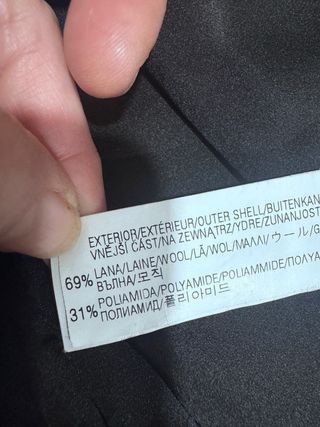 EXTERIOR/EXTÉRIEUR/OUTER SHELL/BUITENKAN
VNĚJŠÍ ČÁST/NA ZEWNĄTRZ/YDRE/ZUNANJOST
69% LANA/LAINE/WOOL/LÃ/WOL/ΜΑΛΛΙ/ウール/G
ВЪЛНА/모직
31% POLIAMIDA/POLYAMIDE/POLIAMMIDE/ΠΟΛΥΑ
ПОЛИАМИД/폴리아미드